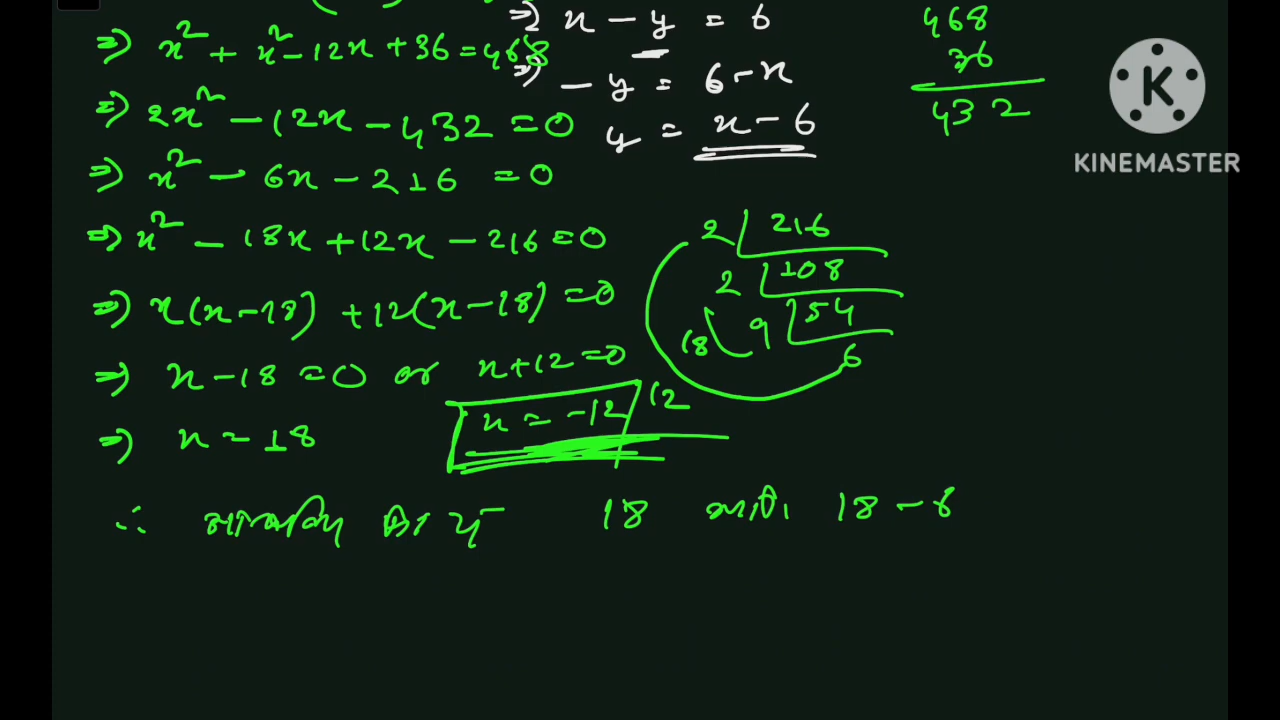 ⇒ x - y = 6
468
⇒ x² + x² - 12x + 36 = 468
36
⇒ - y = 6 - x
432
⇒ 2x² - 12x - 432 = 0
y = x - 6
KINEMASTER
⇒ x² - 6x - 216 = 0
⇒ x² - 18x + 12x - 216 = 0
2 | 216
2 | 108
⇒ x(x - 18) + 12(x - 18) = 0
9 | 54
18
6
⇒ x - 18 = 0 or x + 12 = 0
12
x = -12
⇒ x = 18
∴ 18 18 -